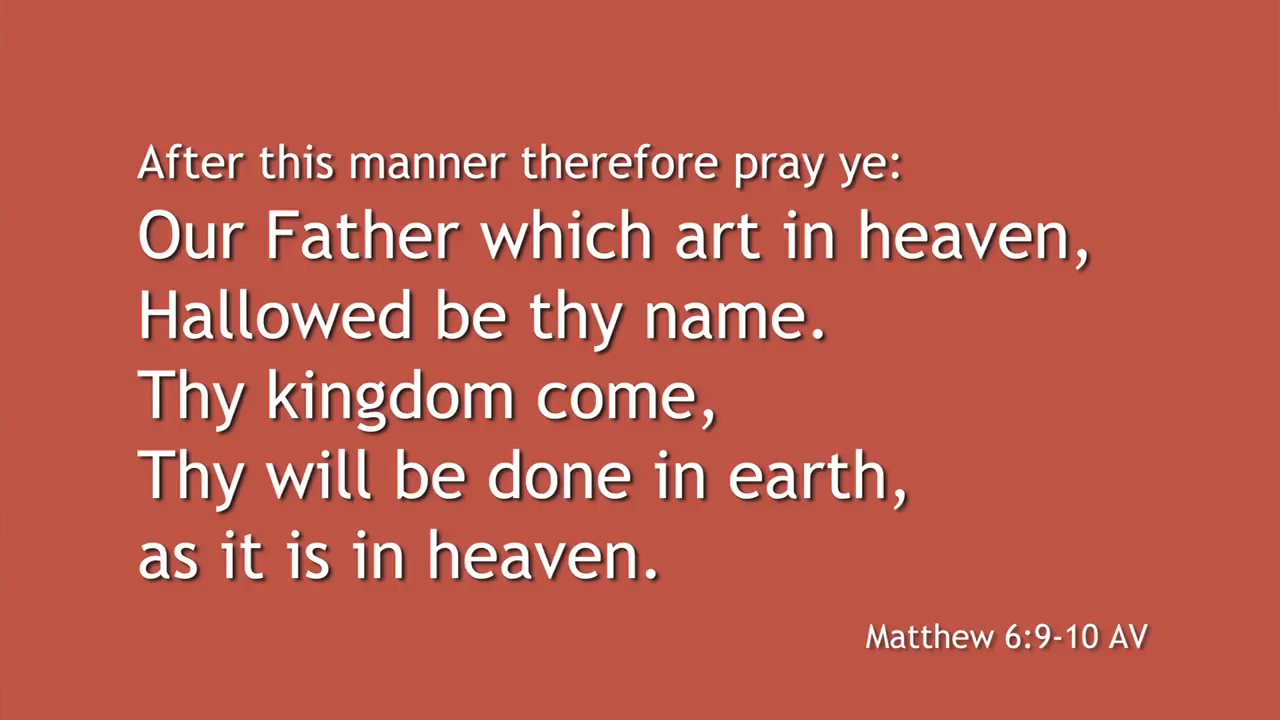 After this manner therefore pray ye:
Our Father which art in heaven,
Hallowed be thy name.
Thy kingdom come,
Thy will be done in earth,
as it is in heaven.
Matthew 6:9-10 AV